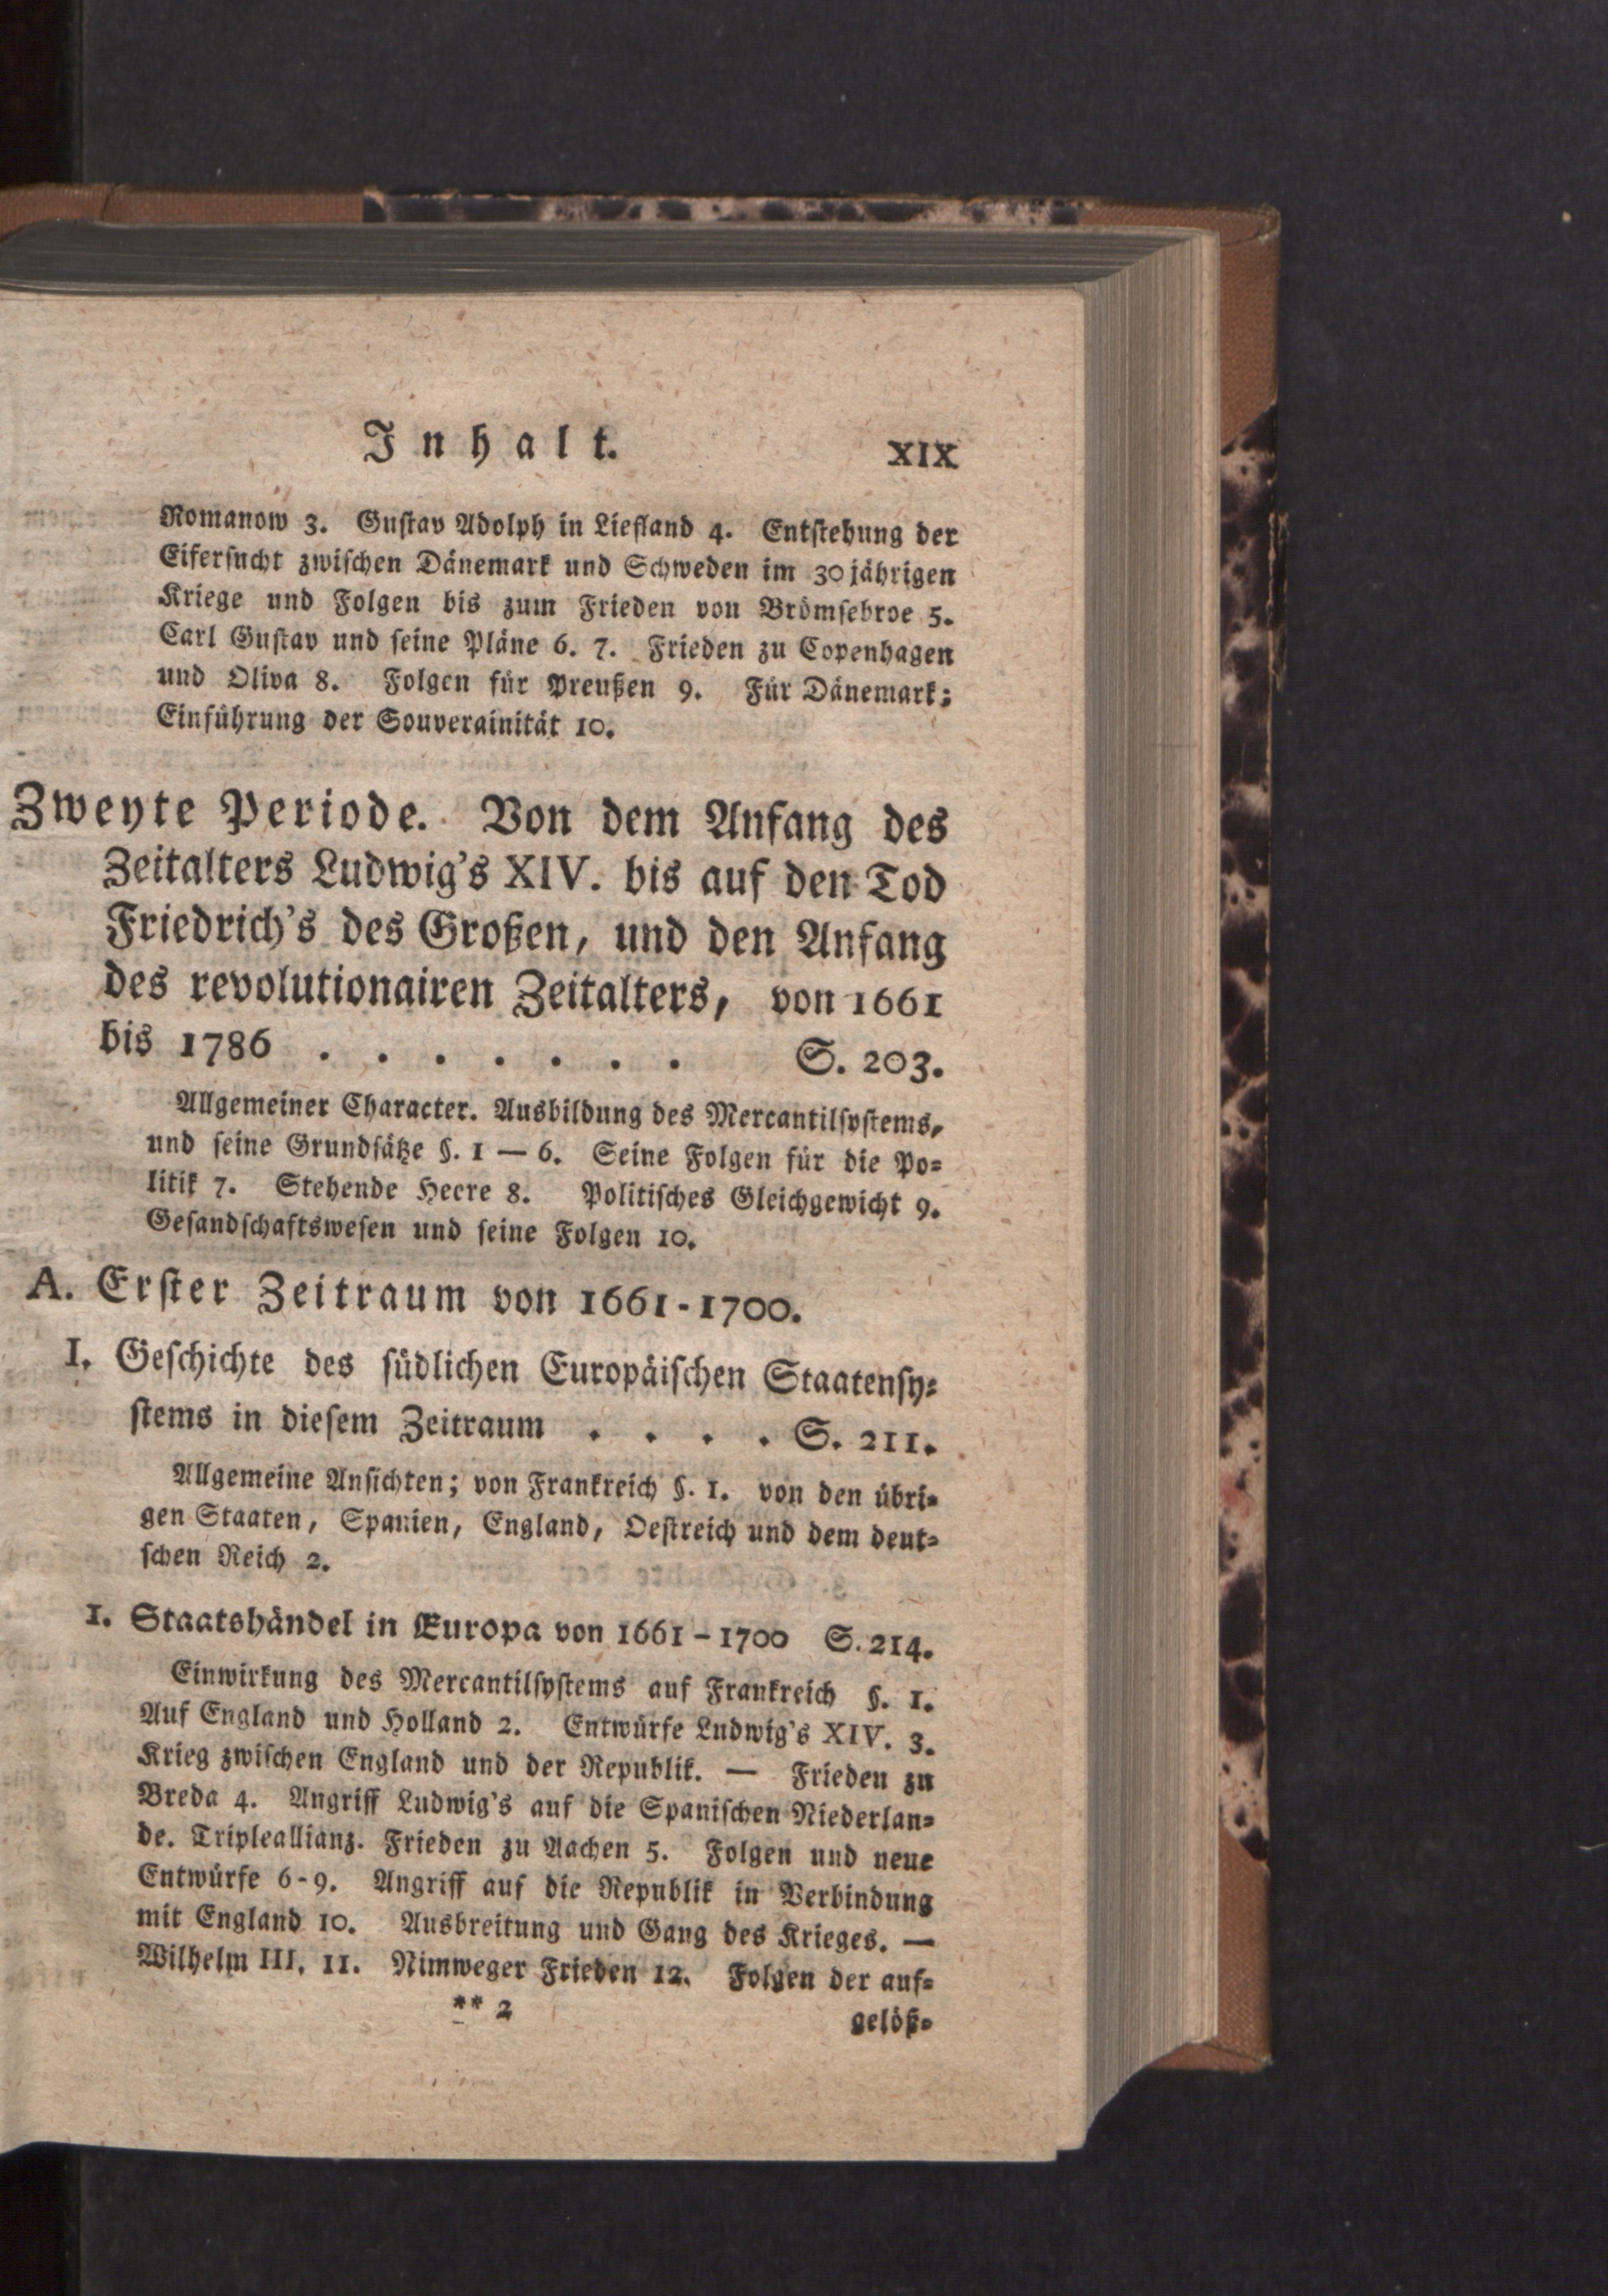 Inhalt. XIX
Romanow 3. Gustav Adolph in Liefland 4. Entstehung der
Eifersucht zwischen Dänemark und Schweden im 30jährigen
Kriege und Folgen bis zum Frieden von Brömsebroe 5.
Carl Gustav und seine Pläne 6. 7. Frieden zu Copenhagen
und Oliva 8. Folgen für Preußen 9. Für Dänemark;
Einführung der Souverainität 10.
Zweyte Periode. Von dem Anfang des
Zeitalters Ludwig's XIV. bis auf den Tod
Friedrich's des Großen, und den Anfang
des revolutionairen Zeitalters, von 1661
bis 1786 . . . . . . . S. 203.
Allgemeiner Character. Ausbildung des Mercantilsystems,
und seine Grundsätze §. 1 — 6. Seine Folgen für die Po-
litik 7. Stehende Heere 8. Politisches Gleichgewicht 9.
Gesandschaftswesen und seine Folgen 10.
A. Erster Zeitraum von 1661-1700.
I. Geschichte des südlichen Europäischen Staatensy-
stems in diesem Zeitraum . . . . S. 211.
Allgemeine Ansichten; von Frankreich §. 1. von den übri-
gen Staaten, Spanien, England, Oestreich und dem deut-
schen Reich 2.
1. Staatshändel in Europa von 1661-1700 S. 214.
Einwirkung des Mercantilsystems auf Frankreich §. 1.
Auf England und Holland 2. Entwürfe Ludwig's XIV. 3.
Krieg zwischen England und der Republik. — Frieden zu
Breda 4. Angriff Ludwig's auf die Spanischen Niederlan-
de. Tripleallianz. Frieden zu Aachen 5. Folgen und neue
Entwürfe 6-9. Angriff auf die Republik in Verbindung
mit England 10. Ausbreitung und Gang des Krieges. —
Wilhelm III. 11. Nimweger Frieden 12. Folgen der auf-
** 2 gelöß-